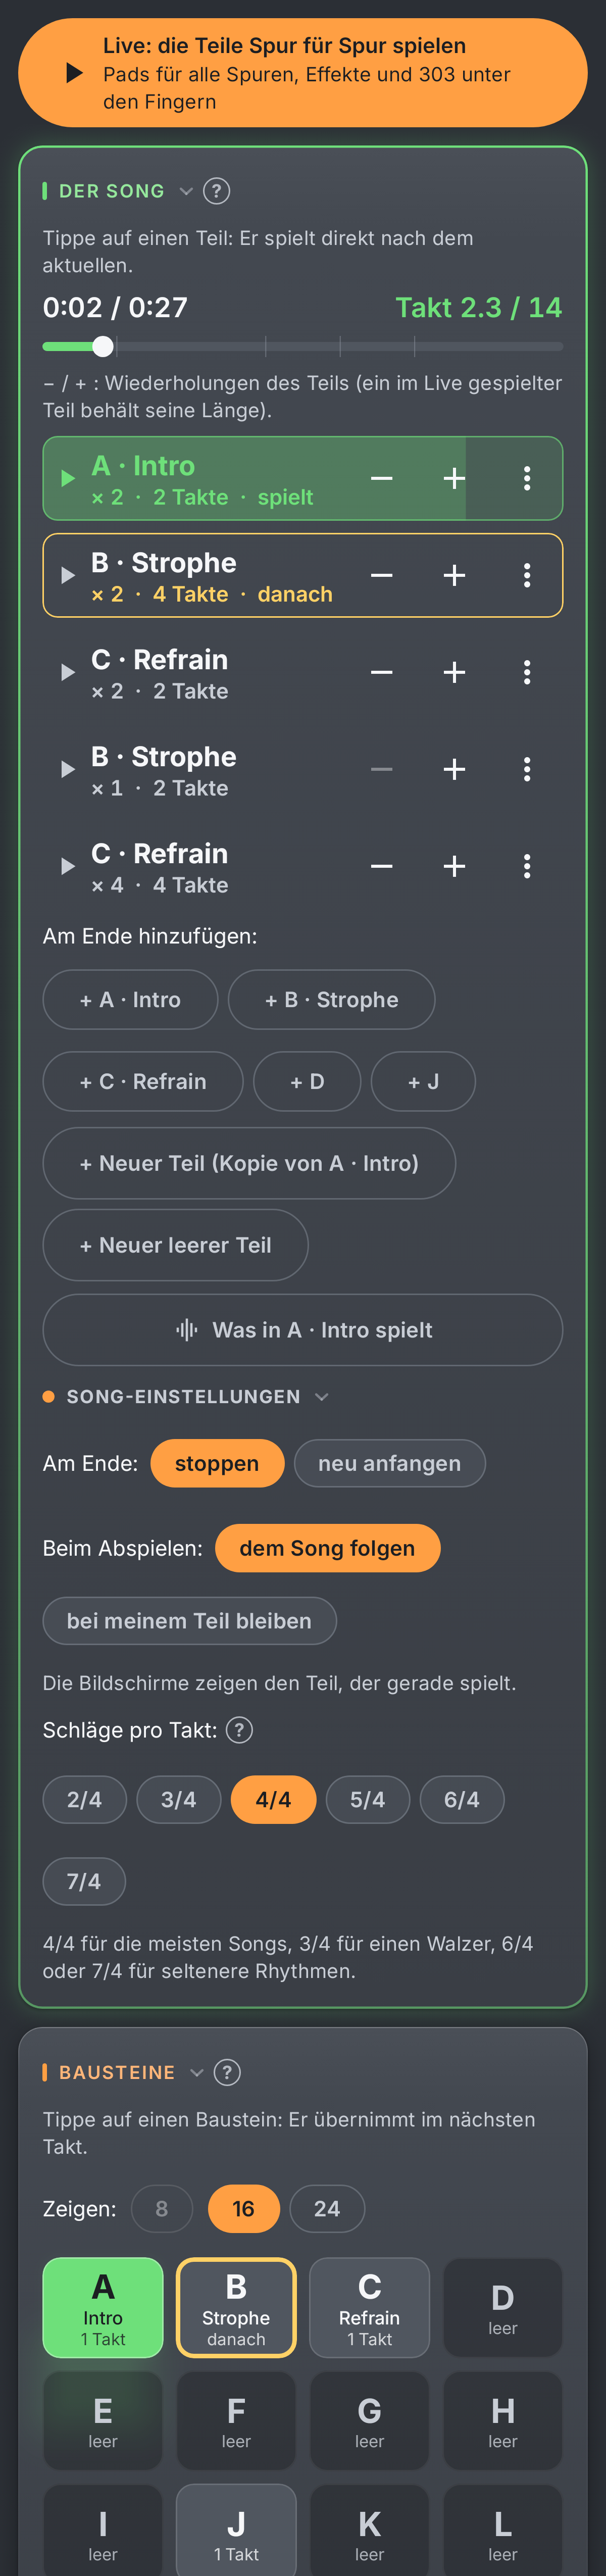 Live: die Teile Spur für Spur spielen
Pads für alle Spuren, Effekte und 303 unter
den Fingern
DER SONG ?
Tippe auf einen Teil: Er spielt direkt nach dem
aktuellen.
0:02 / 0:27 Takt 2.3 / 14
− / + : Wiederholungen des Teils (ein im Live gespielter
Teil behält seine Länge).
A · Intro
× 2 · 2 Takte · spielt
B · Strophe
× 2 · 4 Takte · danach
C · Refrain
× 2 · 2 Takte
B · Strophe
× 1 · 2 Takte
C · Refrain
× 4 · 4 Takte
Am Ende hinzufügen:
+ A · Intro + B · Strophe
+ C · Refrain + D + J
+ Neuer Teil (Kopie von A · Intro)
+ Neuer leerer Teil
Was in A · Intro spielt
SONG-EINSTELLUNGEN
Am Ende: stoppen neu anfangen
Beim Abspielen: dem Song folgen
bei meinem Teil bleiben
Die Bildschirme zeigen den Teil, der gerade spielt.
Schläge pro Takt: ?
2/4 3/4 4/4 5/4 6/4
7/4
4/4 für die meisten Songs, 3/4 für einen Walzer, 6/4
oder 7/4 für seltenere Rhythmen.
BAUSTEINE ?
Tippe auf einen Baustein: Er übernimmt im nächsten
Takt.
Zeigen: 8 16 24
A B C D
Intro Strophe Refrain leer
1 Takt danach 1 Takt
E F G H
leer leer leer leer
I J K L
leer 1 Takt leer leer